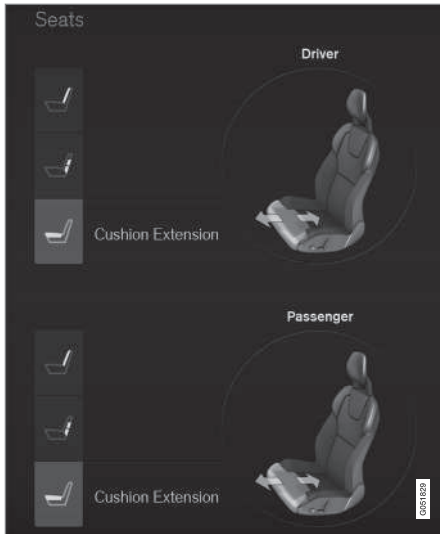 Seats
Driver
Cushion Extension
Passenger
Cushion Extension
G051829